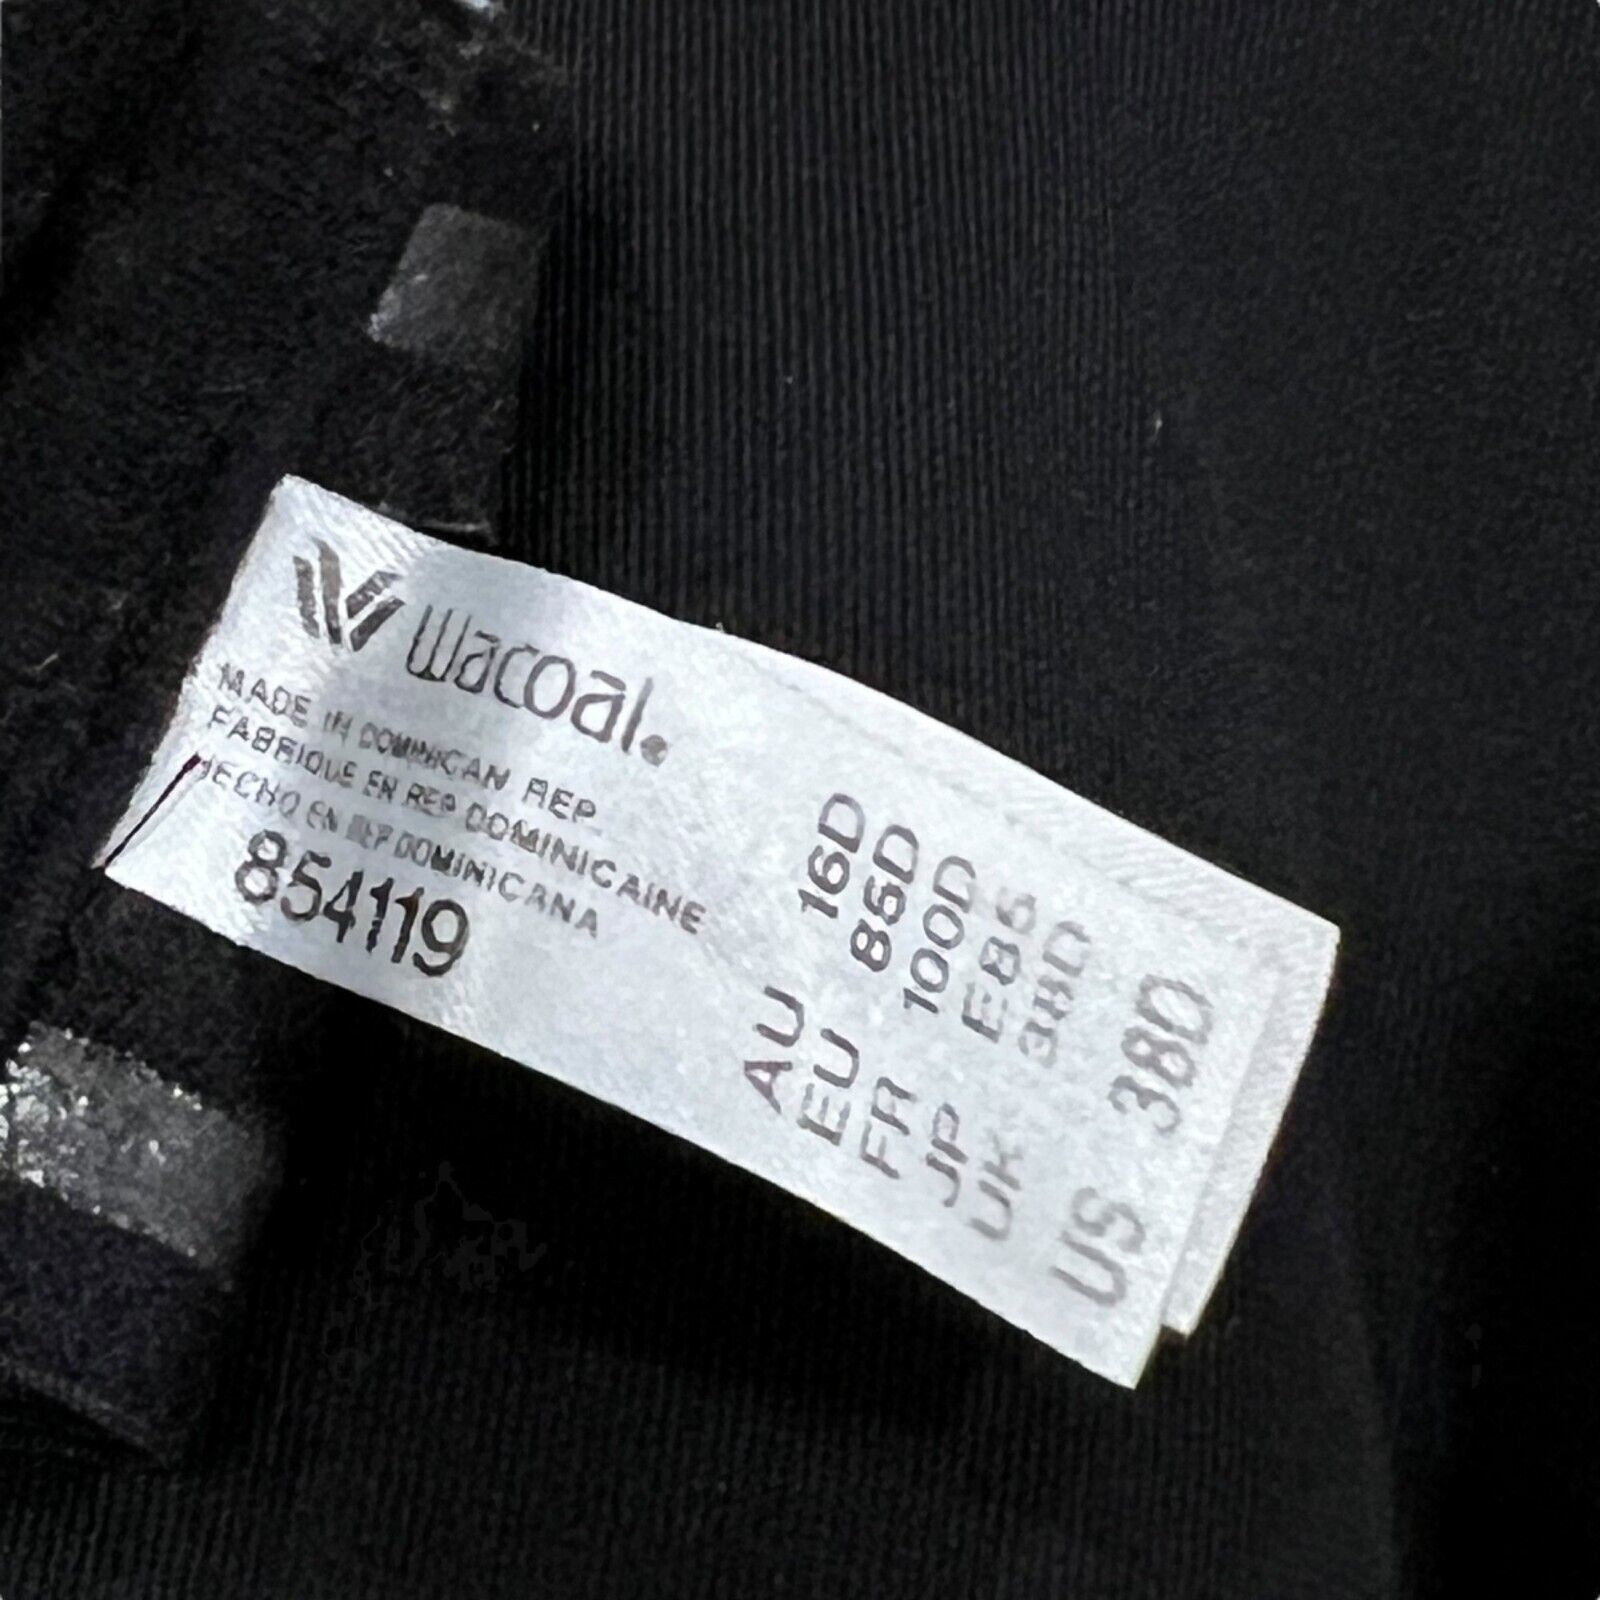 wacoal.
MADE IN DOMINICAN REP
FABRIQUE EN REP DOMINICAINE
HECHO EN REP DOMINICANA
854119
AU 16D
EU 85D
FR 100D
JP E85
UK 38D
US 38D